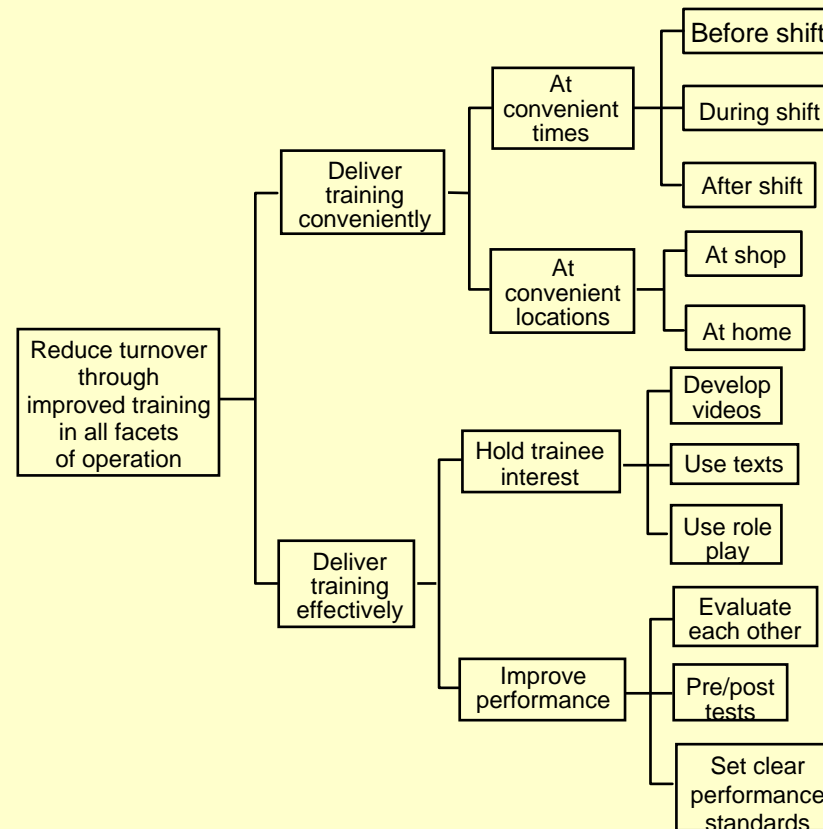 Reduce turnover
through
improved training
in all facets
of operation
Deliver
training
conveniently
At
convenient
times
Before shift
During shift
After shift
At
convenient
locations
At shop
At home
Deliver
training
effectively
Hold trainee
interest
Develop
videos
Use texts
Use role
play
Improve
performance
Evaluate
each other
Pre/post
tests
Set clear
performance
standards